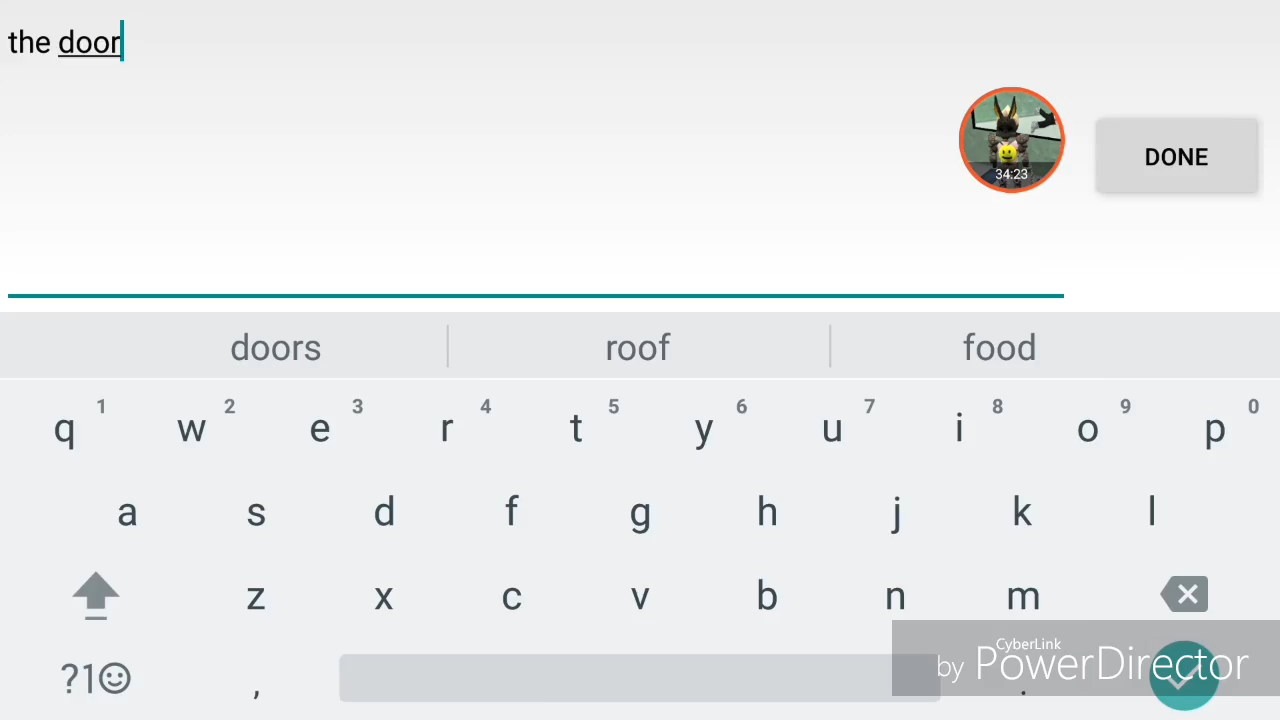 the door
34:23
DONE
doors roof food
1 2 3 4 5 6 7 8 9 0
q w e r t y u i o p
a s d f g h j k l
z x c v b n m
?1☺ , .
CyberLink
by PowerDirector